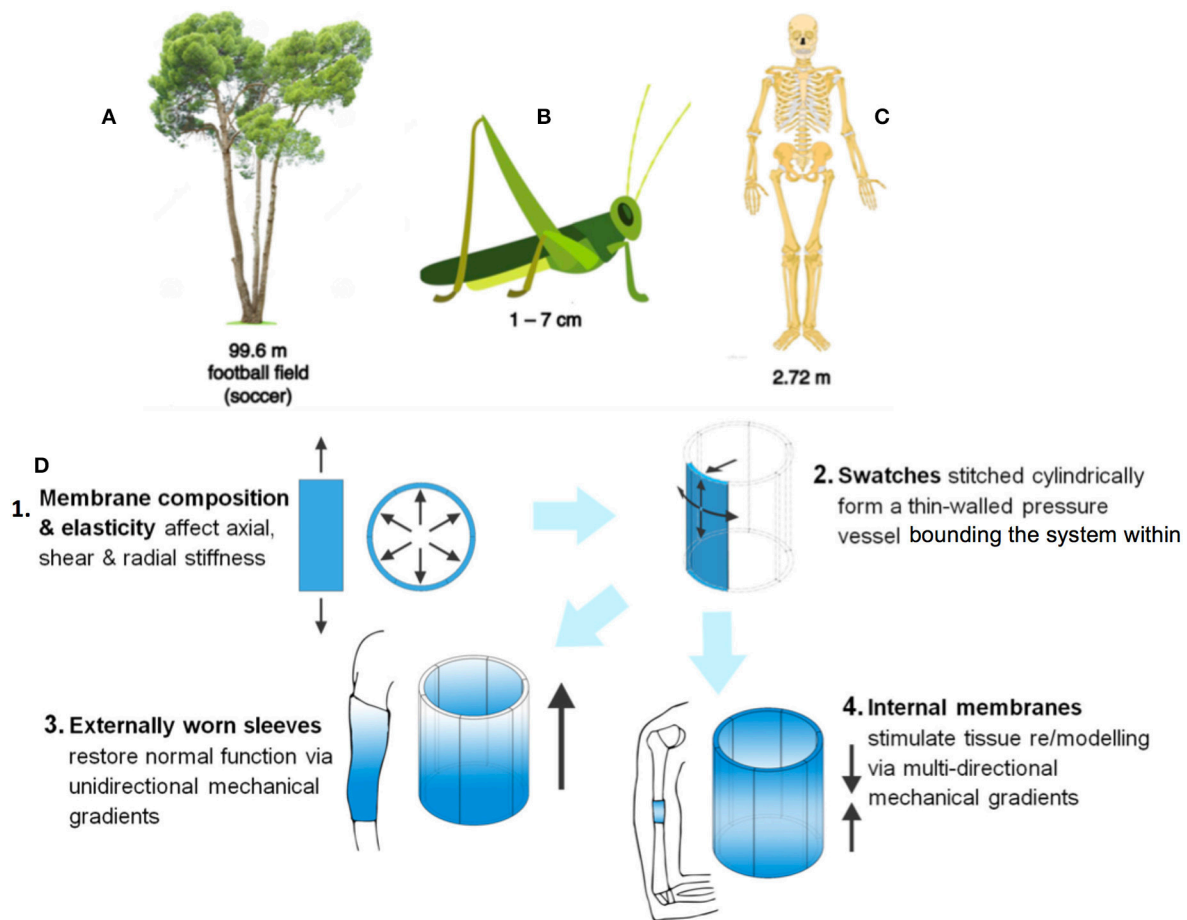 A
B
C
99.6 m
football field
(soccer)
1 – 7 cm
2.72 m
D
1. Membrane composition
& elasticity affect axial,
shear & radial stiffness
2. Swatches stitched cylindrically
form a thin-walled pressure
vessel bounding the system within
3. Externally worn sleeves
restore normal function via
unidirectional mechanical
gradients
4. Internal membranes
stimulate tissue re/modelling
via multi-directional
mechanical gradients